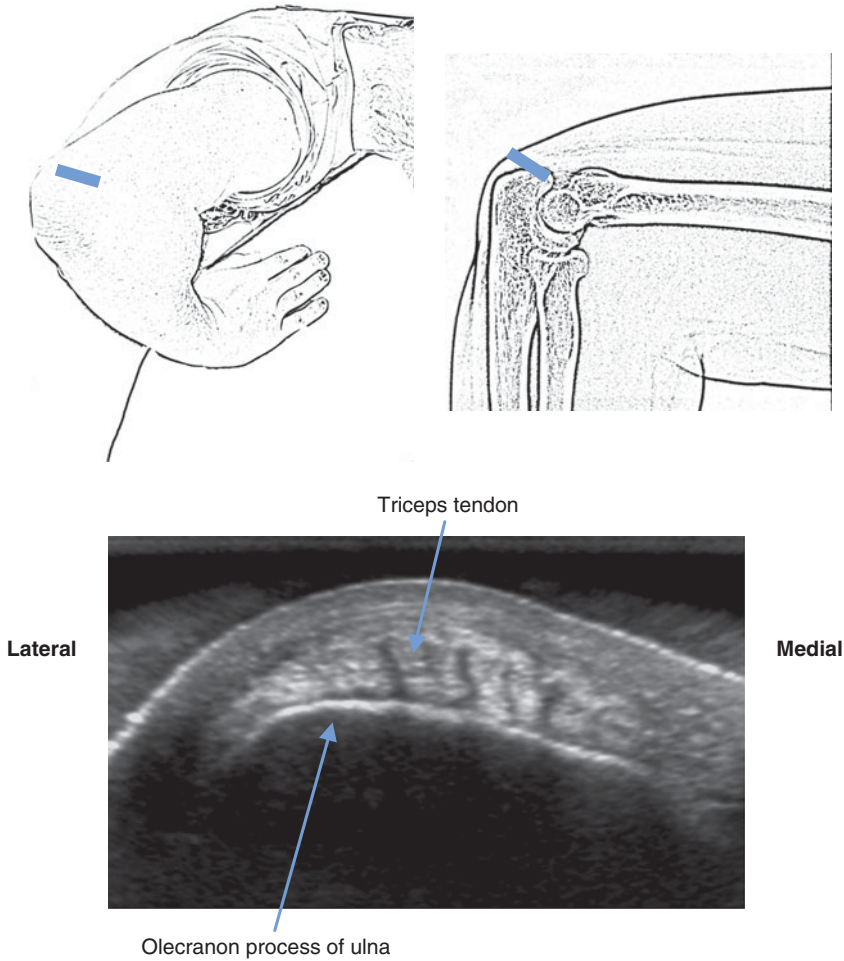 Triceps tendon
Lateral
Medial
Olecranon process of ulna